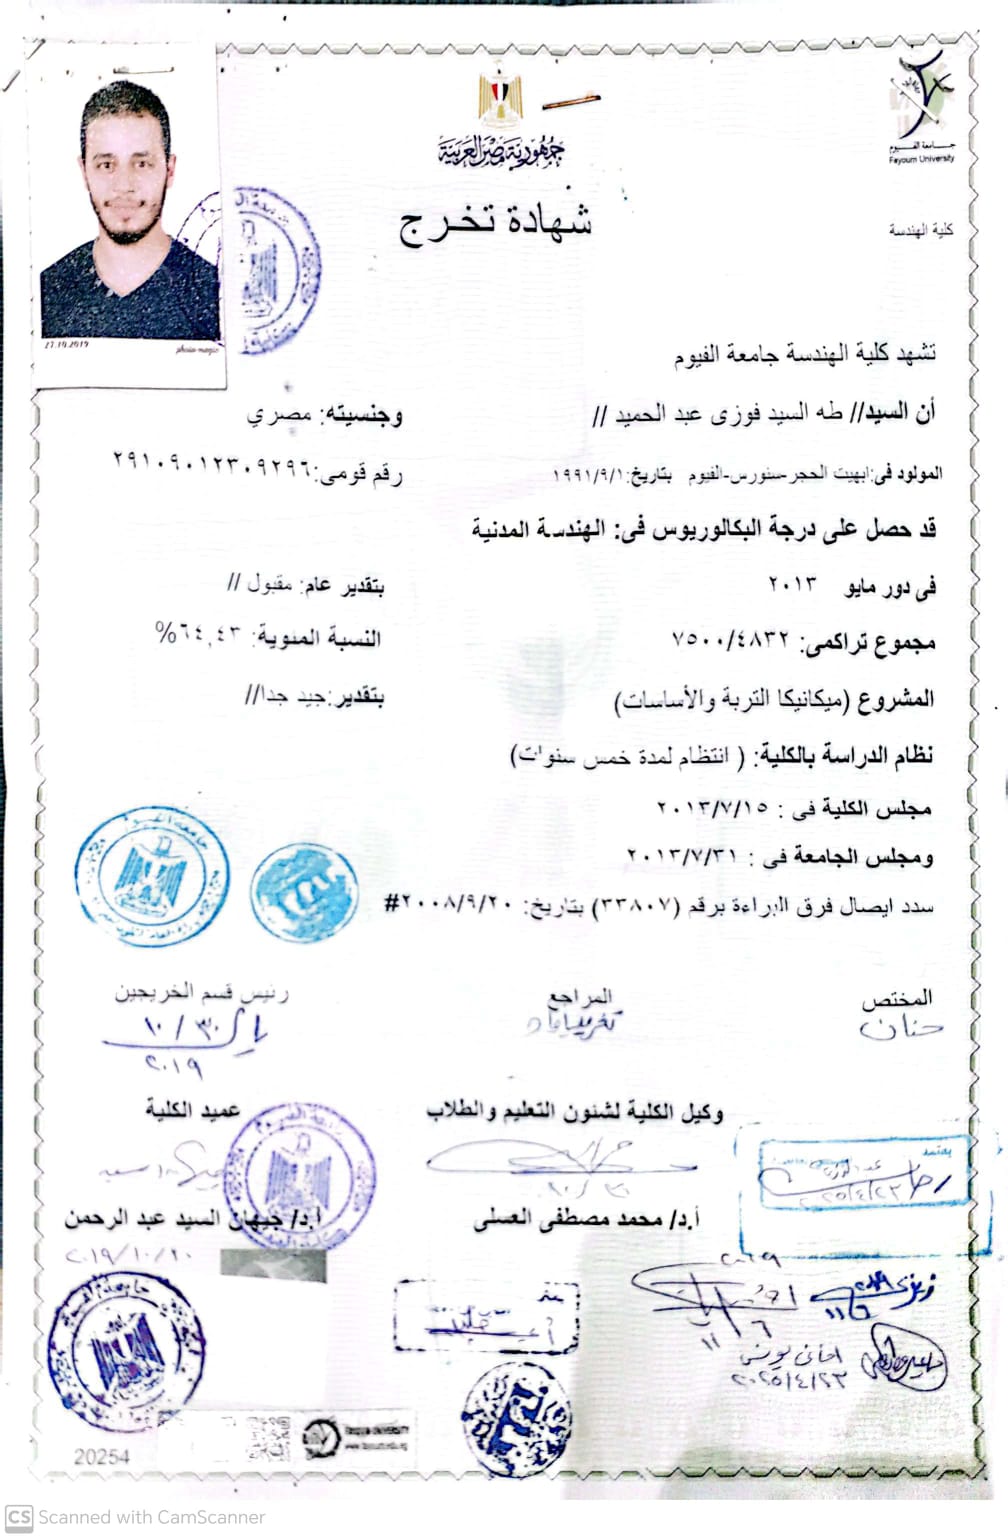 جمهورية مصر العربية
جامعة الفيوم
Fayoum University
كلية الهندسة
شهادة تخرج
27.10.2019
photo magic
تشهد كلية الهندسة جامعة الفيوم
أن السيد// طه السيد فوزى عبد الحميد // وجنسيته: مصري
المولود فى:ابهيت الحجر-سنورس-الفيوم بتاريخ:١٩٩١/٩/١ رقم قومى:٢٩١٠٩٠١٢٣٠٩٢٩٦
قد حصل على درجة البكالوريوس فى: الهندسة المدنية
فى دور مايو ٢٠١٣ بتقدير عام: مقبول //
مجموع تراكمى: ٧٥٠٠/٤٨٣٢ النسبة المئوية: ٦٤,٤٣%
المشروع (ميكانيكا التربة والأساسات) بتقدير:جيد جدا//
نظام الدراسة بالكلية: ( انتظام لمدة خمس سنوات)
مجلس الكلية فى : ٢٠١٣/٧/١٥
ومجلس الجامعة فى : ٢٠١٣/٧/٣١
سدد ايصال فرق البراءة برقم (٣٣٨٠٧) بتاريخ: ٢٠٠٨/٩/٢٠#
المختص المراجع رئيس قسم الخريجين
حنان
١٠/٣٠
٢٠١٩
وكيل الكلية لشئون التعليم والطلاب عميد الكلية
يعتمد
٢٠٢٥/٤/٢٣
أ.د/ محمد مصطفى العسلى أ.د/ جيهان السيد عبد الرحمن
٢٠١٩/١٠/٣٠
امانى يونس
٢٠٢٥/٤/٢٣
FAYOUM UNIVERSITY
20254
CS Scanned with CamScanner